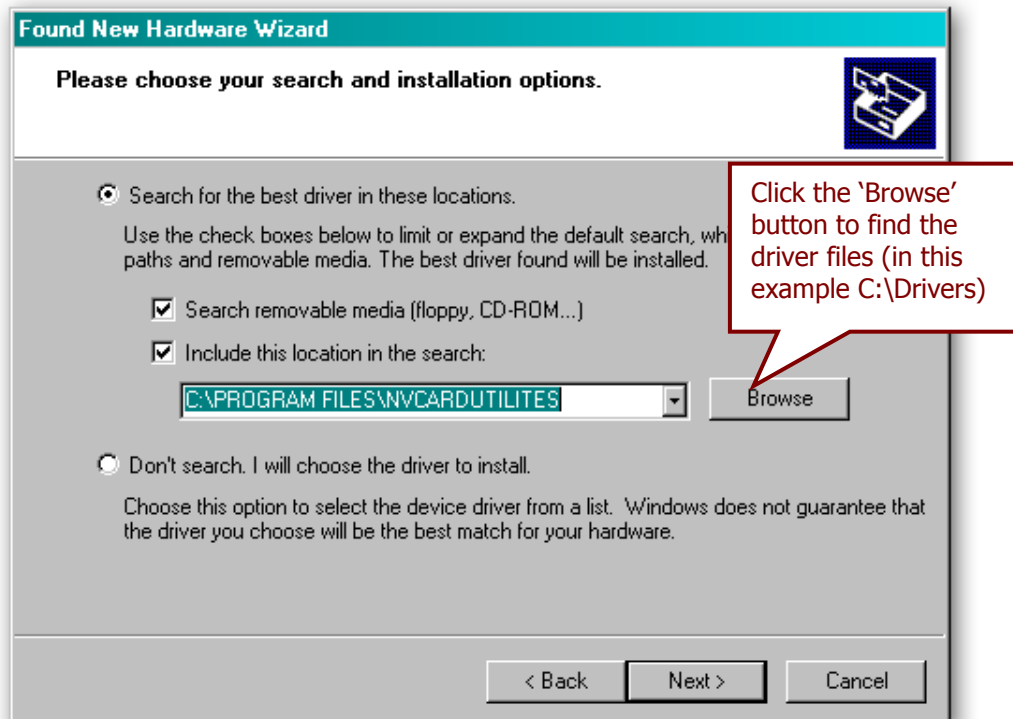 Found New Hardware Wizard
Please choose your search and installation options.
Search for the best driver in these locations.
Use the check boxes below to limit or expand the default search, wh
paths and removable media. The best driver found will be installed.
Click the ‘Browse’
button to find the
driver files (in this
example C:\Drivers)
Search removable media (floppy, CD-ROM...)
Include this location in the search:
C:\PROGRAM FILES\NVCARDUTILITES
Browse
Don't search. I will choose the driver to install.
Choose this option to select the device driver from a list.  Windows does not guarantee that
the driver you choose will be the best match for your hardware.
< Back
Next >
Cancel